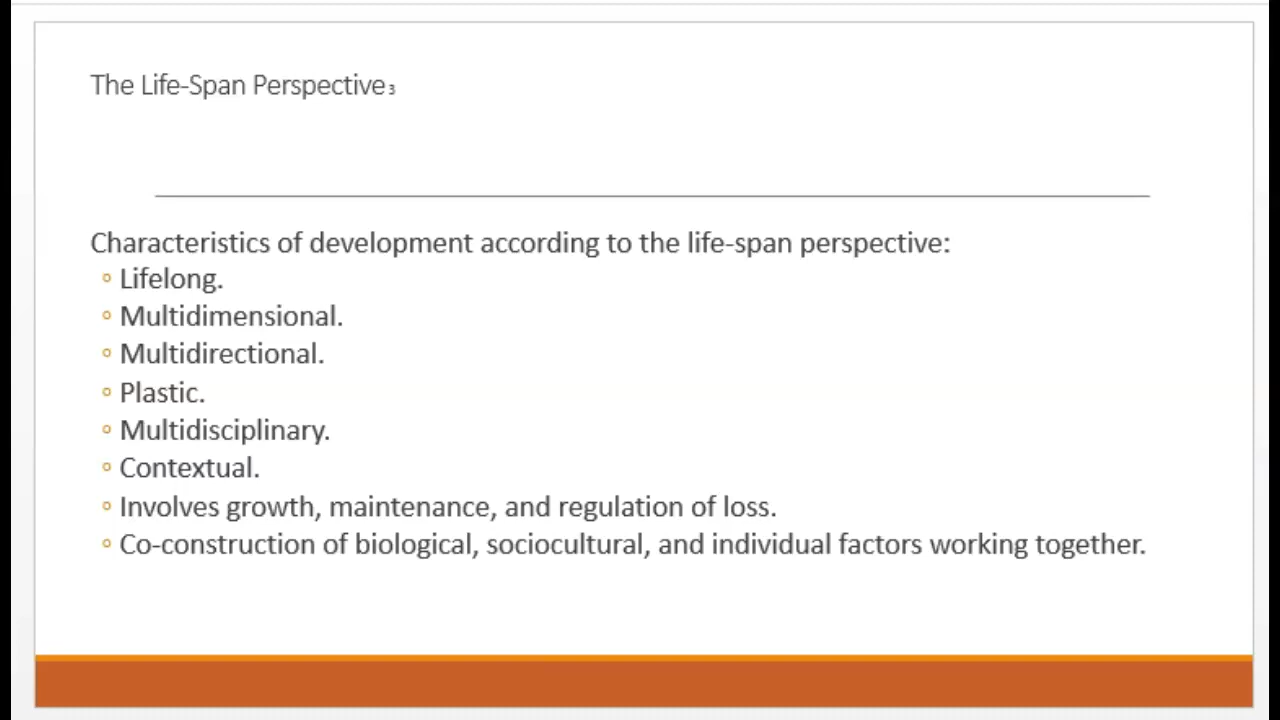 The Life-Span Perspective₃
Characteristics of development according to the life-span perspective:
◦ Lifelong.
◦ Multidimensional.
◦ Multidirectional.
◦ Plastic.
◦ Multidisciplinary.
◦ Contextual.
◦ Involves growth, maintenance, and regulation of loss.
◦ Co-construction of biological, sociocultural, and individual factors working together.